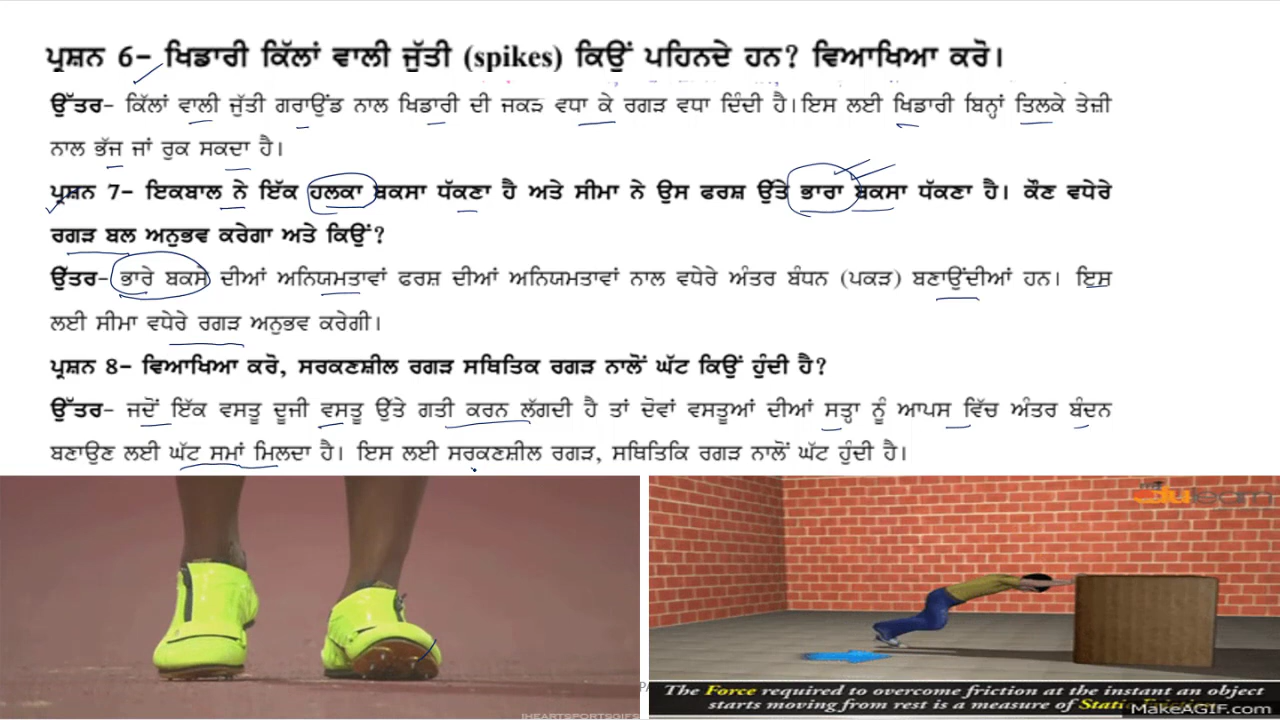 ਪ੍ਰਸ਼ਨ 6- ਖਿਡਾਰੀ ਕਿੱਲਾਂ ਵਾਲੀ ਜੁੱਤੀ (spikes) ਕਿਉਂ ਪਹਿਨਦੇ ਹਨ? ਵਿਆਖਿਆ ਕਰੋ।
ਉੱਤਰ- ਕਿੱਲਾਂ ਵਾਲੀ ਜੁੱਤੀ ਗਰਾਉਂਡ ਨਾਲ ਖਿਡਾਰੀ ਦੀ ਜਕੜ ਵਧਾ ਕੇ ਰਗੜ ਵਧਾ ਦਿੰਦੀ ਹੈ। ਇਸ ਲਈ ਖਿਡਾਰੀ ਬਿਨ੍ਹਾਂ ਤਿਲਕੇ ਤੇਜ਼ੀ
ਨਾਲ ਭੱਜ ਜਾਂ ਰੁਕ ਸਕਦਾ ਹੈ।
ਪ੍ਰਸ਼ਨ 7- ਇਕਬਾਲ ਨੇ ਇੱਕ ਹਲਕਾ ਬਕਸਾ ਧੱਕਣਾ ਹੈ ਅਤੇ ਸੀਮਾ ਨੇ ਉਸ ਫਰਸ਼ ਉੱਤੇ ਭਾਰਾ ਬਕਸਾ ਧੱਕਣਾ ਹੈ। ਕੌਣ ਵਧੇਰੇ
ਰਗੜ ਬਲ ਅਨੁਭਵ ਕਰੇਗਾ ਅਤੇ ਕਿਉਂ?
ਉੱਤਰ- ਭਾਰੇ ਬਕਸੇ ਦੀਆਂ ਅਨਿਯਮਤਾਵਾਂ ਫਰਸ਼ ਦੀਆਂ ਅਨਿਯਮਤਾਵਾਂ ਨਾਲ ਵਧੇਰੇ ਅੰਤਰ ਬੰਧਨ (ਪਕੜ) ਬਣਾਉਂਦੀਆਂ ਹਨ। ਇਸ
ਲਈ ਸੀਮਾ ਵਧੇਰੇ ਰਗੜ ਅਨੁਭਵ ਕਰੇਗੀ।
ਪ੍ਰਸ਼ਨ 8- ਵਿਆਖਿਆ ਕਰੋ, ਸਰਕਣਸ਼ੀਲ ਰਗੜ ਸਥਿਤਿਕ ਰਗੜ ਨਾਲੋਂ ਘੱਟ ਕਿਉਂ ਹੁੰਦੀ ਹੈ?
ਉੱਤਰ- ਜਦੋਂ ਇੱਕ ਵਸਤੂ ਦੂਜੀ ਵਸਤੂ ਉੱਤੇ ਗਤੀ ਕਰਨ ਲੱਗਦੀ ਹੈ ਤਾਂ ਦੋਵਾਂ ਵਸਤੂਆਂ ਦੀਆਂ ਸਤ੍ਹਾ ਨੂੰ ਆਪਸ ਵਿੱਚ ਅੰਤਰ ਬੰਦਨ
ਬਣਾਉਣ ਲਈ ਘੱਟ ਸਮਾਂ ਮਿਲਦਾ ਹੈ। ਇਸ ਲਈ ਸਰਕਣਸ਼ੀਲ ਰਗੜ, ਸਥਿਤਿਕਿ ਰਗੜ ਨਾਲੋਂ ਘੱਟ ਹੁੰਦੀ ਹੈ।
The Force required to overcome friction at the instant an object
starts moving from rest is a measure of
MakeAGIF.com
IHEARTSPORTSGIFS